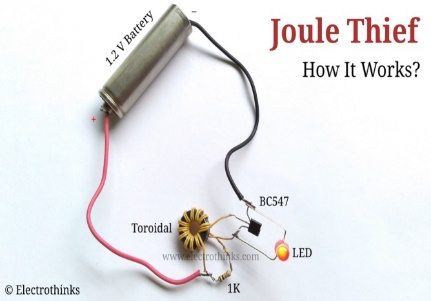 Joule Thief
How It Works?
1.2 V Battery
−
+
BC547
Toroidal
LED
www.electrothinks.com
1K
© Electrothinks